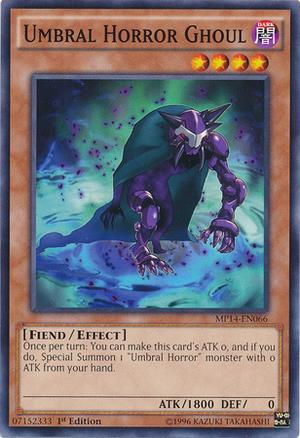 UMBRAL HORROR GHOUL
DARK
闇
MP14-EN066
[FIEND / EFFECT]
Once per turn: You can make this card's ATK 0, and if you
do, Special Summon 1 "Umbral Horror" monster with 0
ATK from your hand.
ATK/1800 DEF/ 0
07152333 1st Edition ©1996 KAZUKI TAKAHASHI